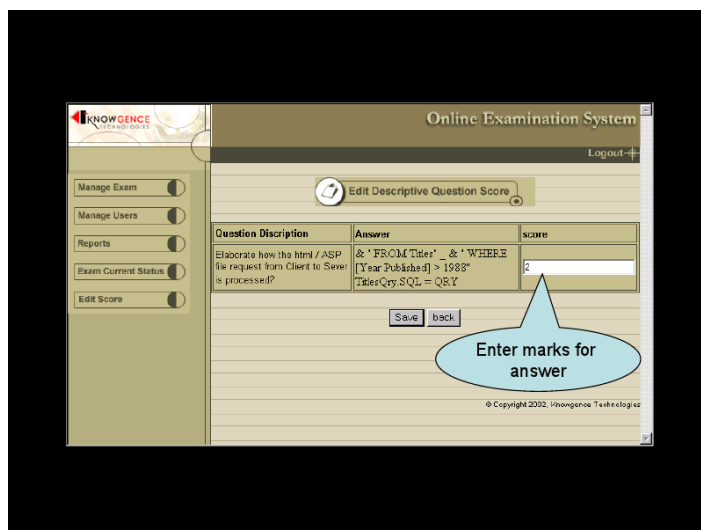 KNOWGENCE
TECHNOLOGIES
Online Examination System
Logout
Manage Exam
Manage Users
Reports
Exam Current Status
Edit Score
Edit Descriptive Question Score
Question Discription
Answer
score
Elaborate how the html / ASP
file request from Client to Sever
is processed?
& " FROM Titles" _ & " WHERE
[Year Published] > 1988"
TitlesQry.SQL = QRY
2
Save back
Enter marks for
answer
© Copyright 2002, Knowgence Technologies